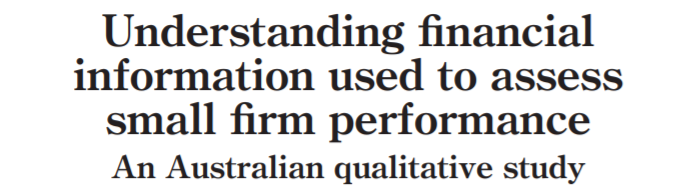 Understanding financial
information used to assess
small firm performance
An Australian qualitative study